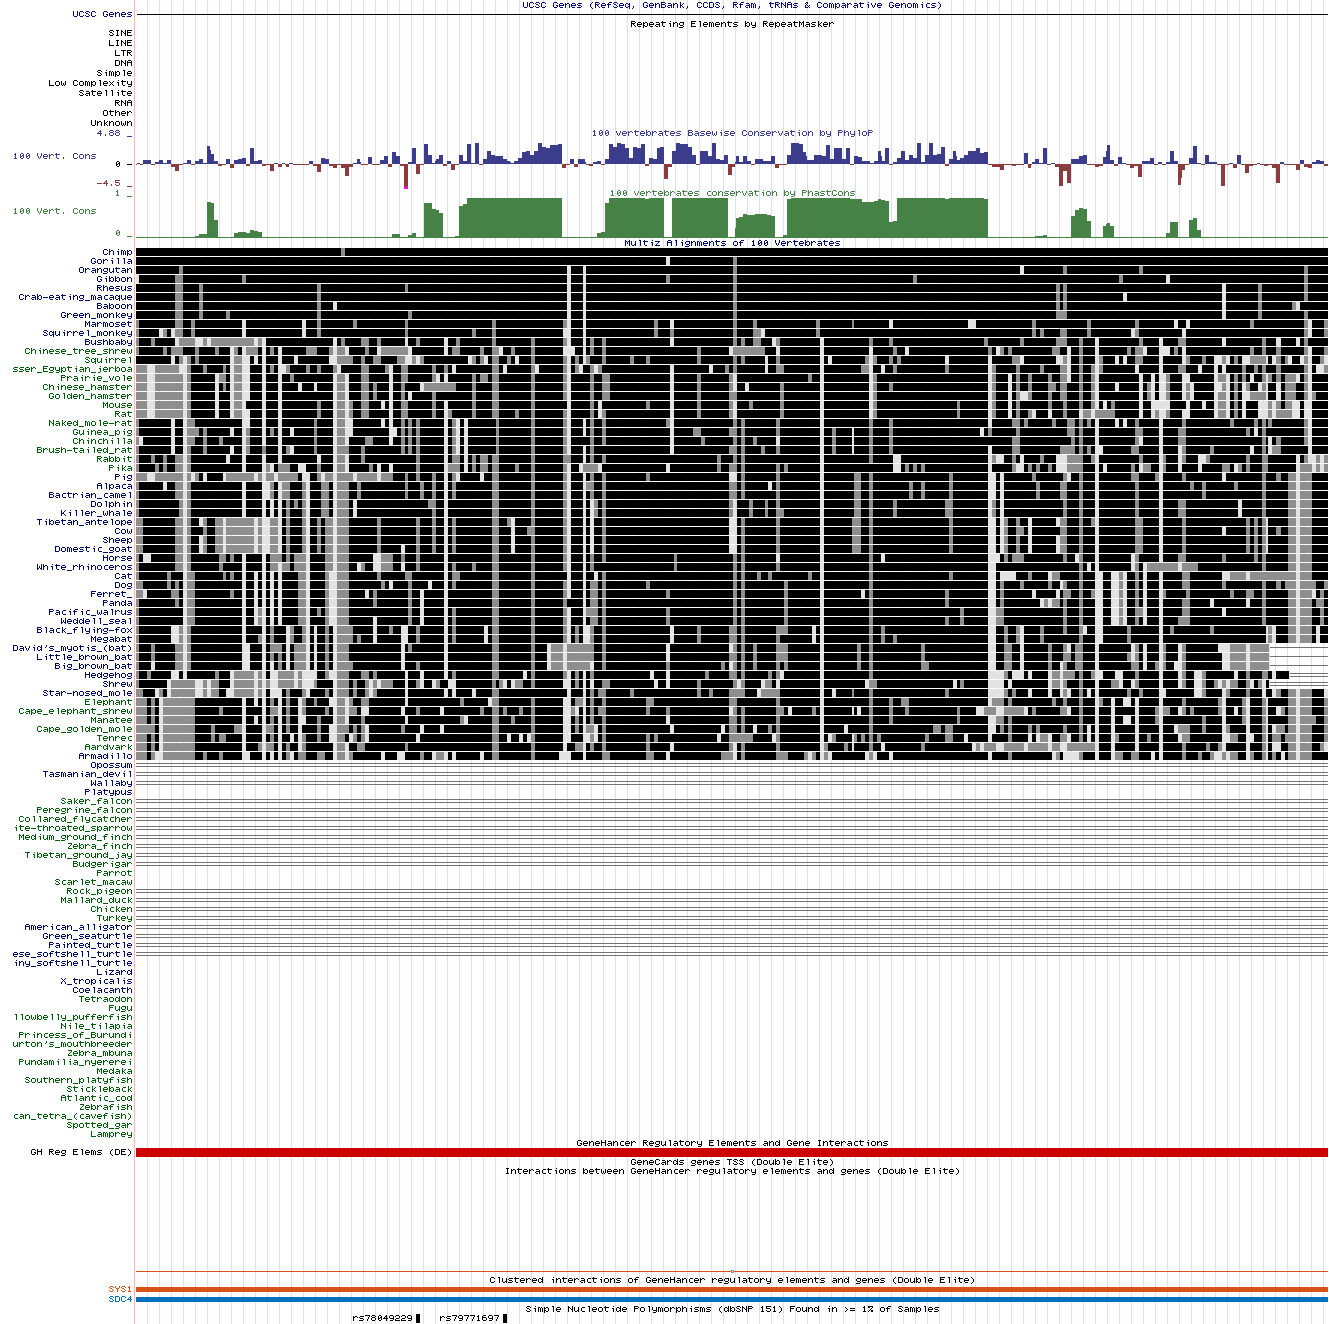 UCSC Genes (RefSeq, GenBank, CCDS, Rfam, tRNAs & Comparative Genomics)
UCSC Genes
Repeating Elements by RepeatMasker
SINE
LINE
LTR
DNA
Simple
Low Complexity
Satellite
RNA
Other
Unknown
4.88 _
100 vertebrates Basewise Conservation by PhyloP
100 Vert. Cons
0 _
-4.5 _
100 vertebrates conservation by PhastCons
1 _
100 Vert. Cons
0 _
Multiz Alignments of 100 Vertebrates
Chimp
Gorilla
Orangutan
Gibbon
Rhesus
Crab-eating_macaque
Baboon
Green_monkey
Marmoset
Squirrel_monkey
Bushbaby
Chinese_tree_shrew
Squirrel
sser_Egyptian_jerboa
Prairie_vole
Chinese_hamster
Golden_hamster
Mouse
Rat
Naked_mole-rat
Guinea_pig
Chinchilla
Brush-tailed_rat
Rabbit
Pika
Pig
Alpaca
Bactrian_camel
Dolphin
Killer_whale
Tibetan_antelope
Cow
Sheep
Domestic_goat
Horse
White_rhinoceros
Cat
Dog
Ferret_
Panda
Pacific_walrus
Weddell_seal
Black_flying-fox
Megabat
David's_myotis_(bat)
Little_brown_bat
Big_brown_bat
Hedgehog
Shrew
Star-nosed_mole
Elephant
Cape_elephant_shrew
Manatee
Cape_golden_mole
Tenrec
Aardvark
Armadillo
Opossum
Tasmanian_devil
Wallaby
Platypus
Saker_falcon
Peregrine_falcon
Collared_flycatcher
ite-throated_sparrow
Medium_ground_finch
Zebra_finch
Tibetan_ground_jay
Budgerigar
Parrot
Scarlet_macaw
Rock_pigeon
Mallard_duck
Chicken
Turkey
American_alligator
Green_seaturtle
Painted_turtle
ese_softshell_turtle
iny_softshell_turtle
Lizard
X_tropicalis
Coelacanth
Tetraodon
Fugu
llowbelly_pufferfish
Nile_tilapia
Princess_of_Burundi
urton's_mouthbreeder
Zebra_mbuna
Pundamilia_nyererei
Medaka
Southern_platyfish
Stickleback
Atlantic_cod
Zebrafish
can_tetra_(cavefish)
Spotted_gar
Lamprey
GeneHancer Regulatory Elements and Gene Interactions
GH Reg Elems (DE)
GeneCards genes TSS (Double Elite)
Interactions between GeneHancer regulatory elements and genes (Double Elite)
Clustered interactions of GeneHancer regulatory elements and genes (Double Elite)
SYS1
SDC4
Simple Nucleotide Polymorphisms (dbSNP 151) Found in >= 1% of Samples
rs78049229 rs79771697